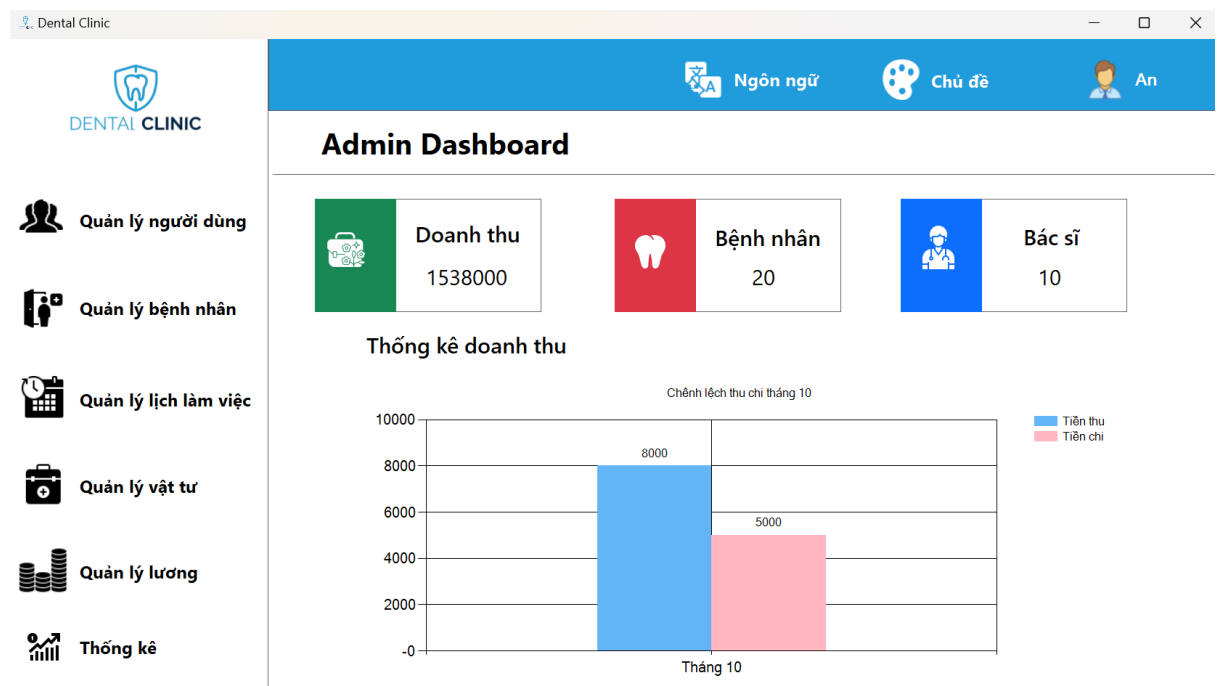 Dental Clinic
DENTAL CLINIC
Ngôn ngữ
Chủ đề
An
Admin Dashboard
Quản lý người dùng
Quản lý bệnh nhân
Quản lý lịch làm việc
Quản lý vật tư
Quản lý lương
Thống kê
Doanh thu
1538000
Bệnh nhân
20
Bác sĩ
10
Thống kê doanh thu
Chênh lệch thu chi tháng 10
10000
8000
6000
4000
2000
-0
8000
5000
Tháng 10
Tiền thu
Tiền chi